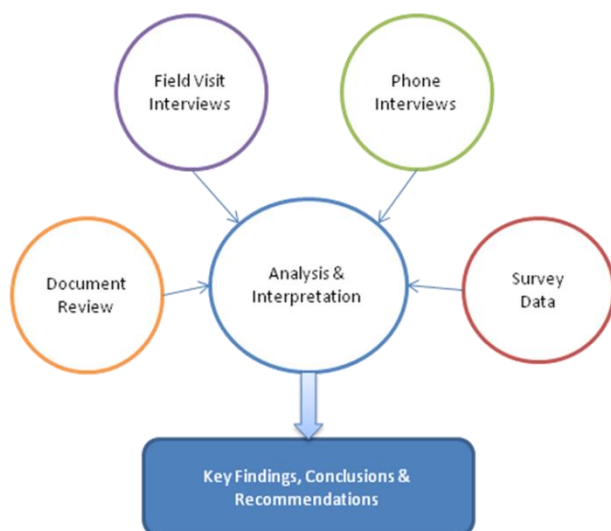 Field Visit
Interviews
Phone
Interviews
Document
Review
Analysis &
Interpretation
Survey
Data
Key Findings, Conclusions &
Recommendations